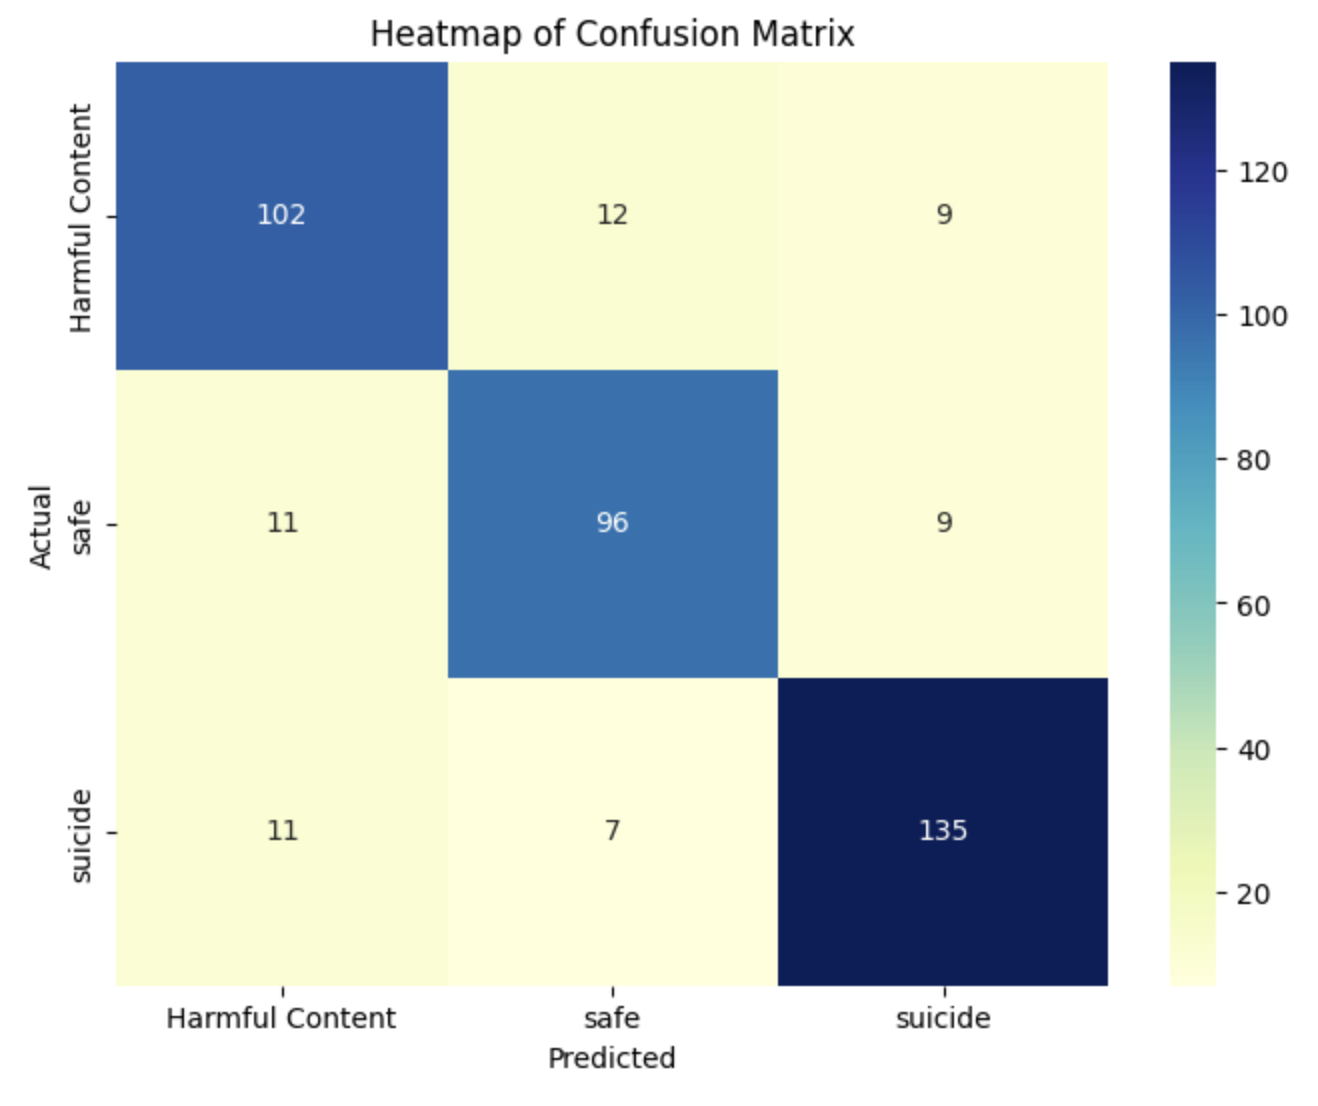 Heatmap of Confusion Matrix
Harmful Content
102
12
9
120
100
Actual
safe
11
96
9
80
60
suicide
11
7
135
40
20
Harmful Content
safe
suicide
Predicted